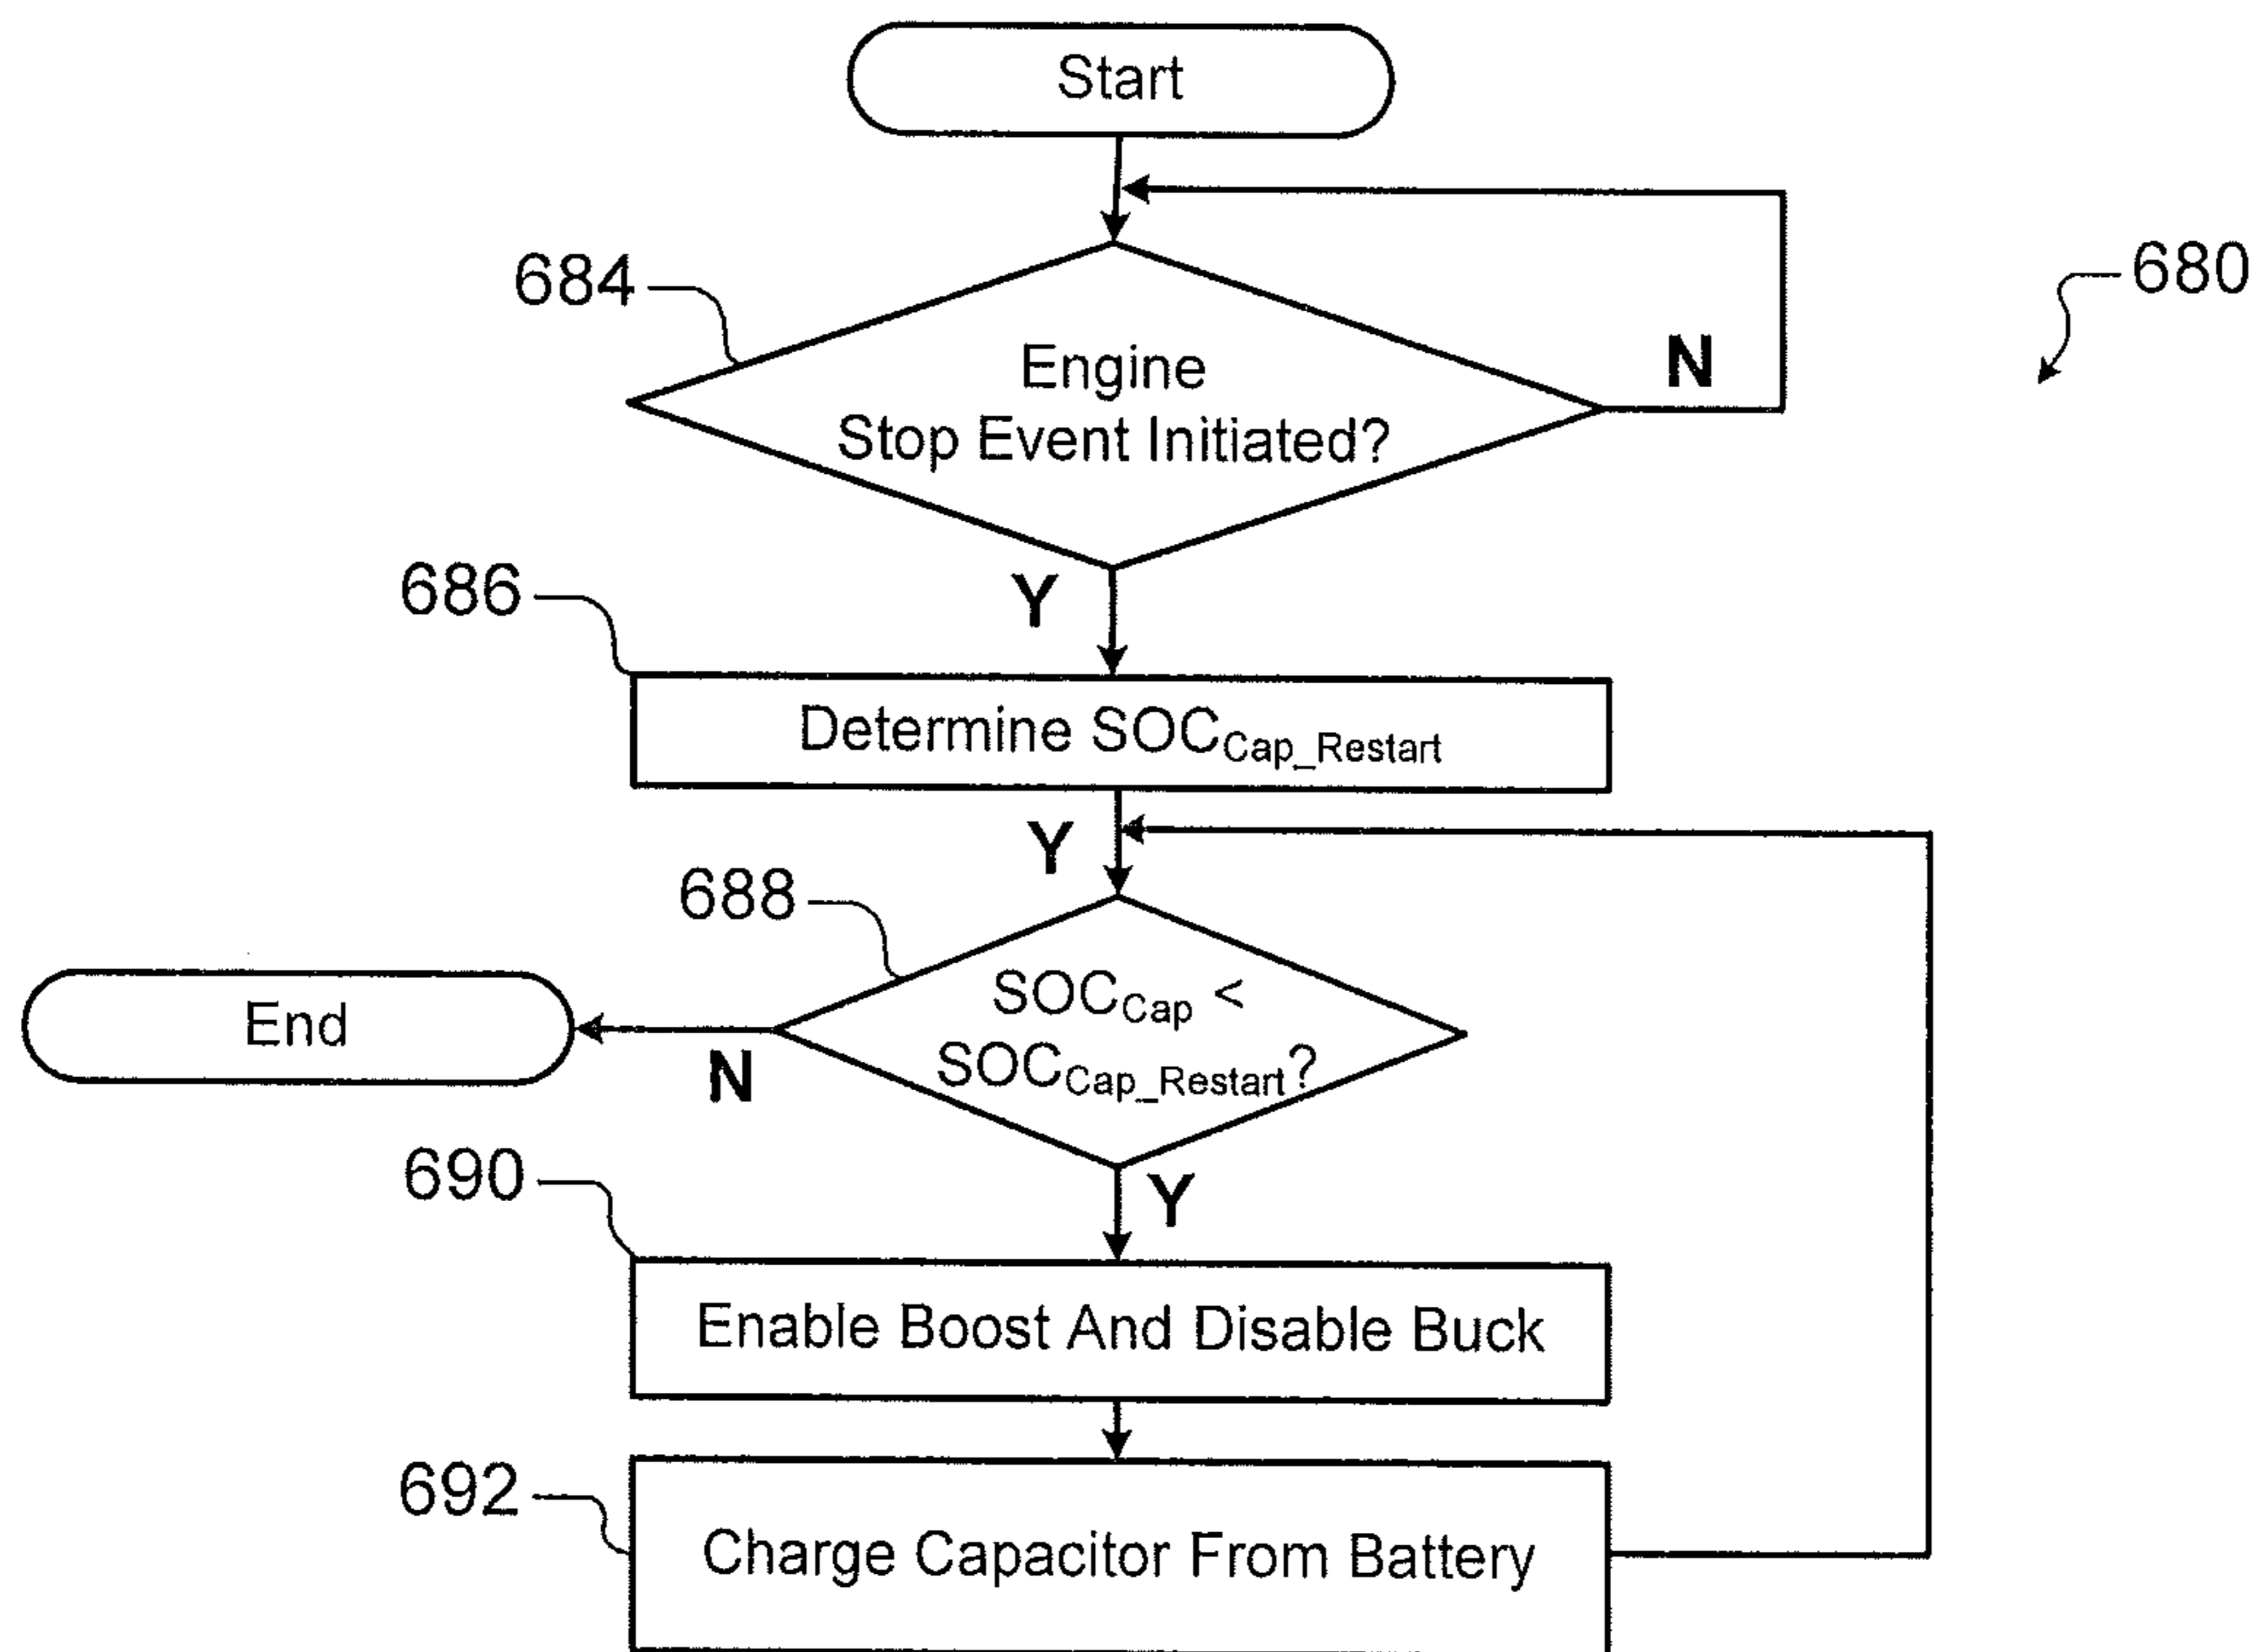 Start
684
680
Engine
Stop Event Initiated?
N
Y
686
Determine SOCCap_Restart
Y
688
SOCCap <
SOCCap_Restart?
End
N
Y
690
Enable Boost And Disable Buck
692
Charge Capacitor From Battery